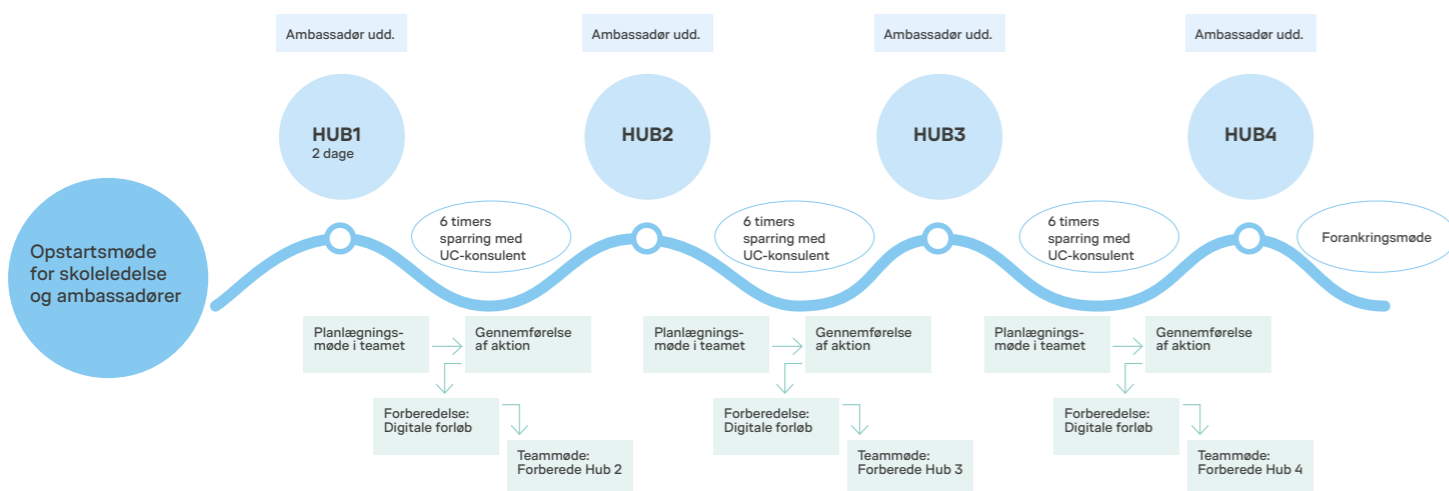 Ambassadør udd.
Ambassadør udd.
Ambassadør udd.
Ambassadør udd.
HUB1
2 dage
HUB2
HUB3
HUB4
Opstartsmøde
for skoleledelse
og ambassadører
6 timers
sparring med
UC-konsulent
6 timers
sparring med
UC-konsulent
6 timers
sparring med
UC-konsulent
Forankringsmøde
Planlægnings-
møde i teamet
Gennemførelse
af aktion
Forberedelse:
Digitale forløb
Teammøde:
Forberede Hub 2
Planlægnings-
møde i teamet
Gennemførelse
af aktion
Forberedelse:
Digitale forløb
Teammøde:
Forberede Hub 3
Planlægnings-
møde i teamet
Gennemførelse
af aktion
Forberedelse:
Digitale forløb
Teammøde:
Forberede Hub 4